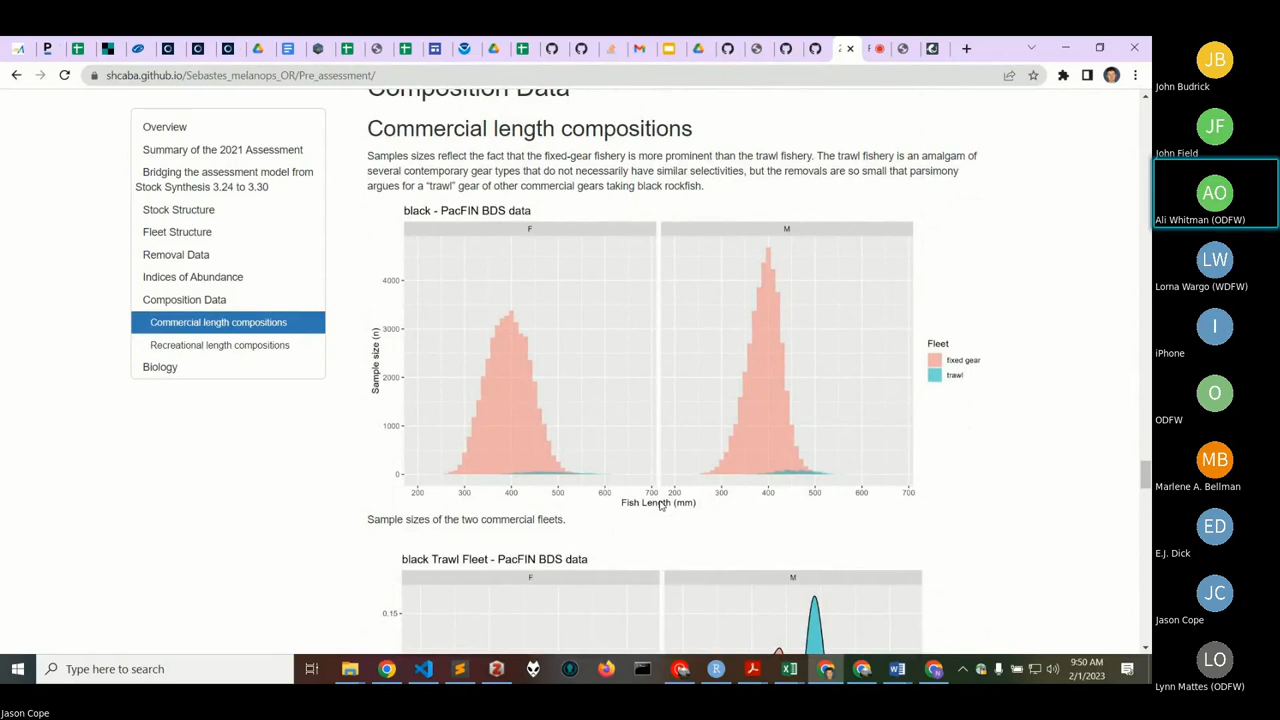 shcaba.github.io/Sebastes_melanops_OR/Pre_assessment/
Overview
Summary of the 2021 Assessment
Bridging the assessment model from
Stock Synthesis 3.24 to 3.30
Stock Structure
Fleet Structure
Removal Data
Indices of Abundance
Composition Data
Commercial length compositions
Recreational length compositions
Biology
Composition Data
Commercial length compositions
Samples sizes reflect the fact that the fixed-gear fishery is more prominent than the trawl fishery. The trawl fishery is an amalgam of
several contemporary gear types that do not necessarily have similar selectivities, but the removals are so small that parsimony
argues for a “trawl” gear of other commercial gears taking black rockfish.
black - PacFIN BDS data
F
M
4000
3000
2000
1000
0
Sample size (n)
200 300 400 500 600 700 200 300 400 500 600 700
Fish Length (mm)
Fleet
fixed gear
trawl
Sample sizes of the two commercial fleets.
black Trawl Fleet - PacFIN BDS data
F
M
0.15
JB
John Budrick
JF
John Field
AO
Ali Whitman (ODFW)
LW
Lorna Wargo (WDFW)
I
iPhone
O
ODFW
MB
Marlene A. Bellman
ED
E.J. Dick
JC
Jason Cope
LO
Lynn Mattes (ODFW)
Type here to search
9:50 AM
2/1/2023
Jason Cope